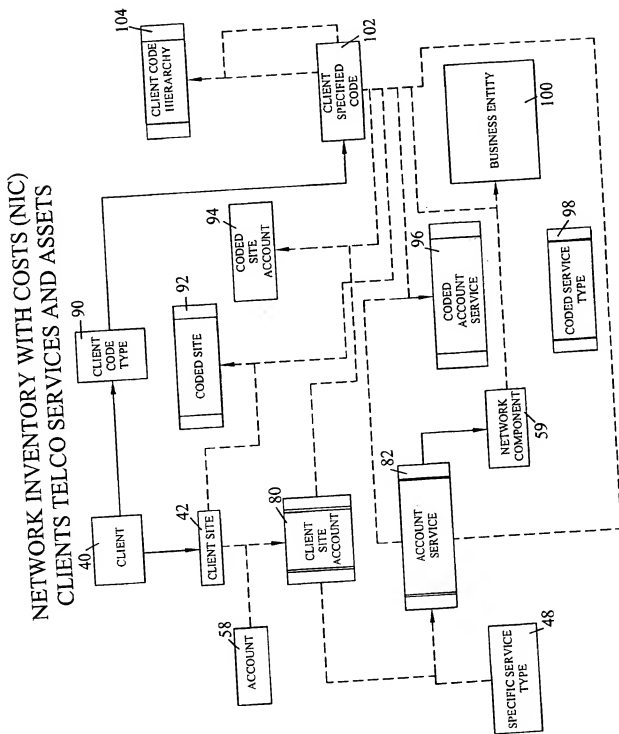 NETWORK INVENTORY WITH COSTS (NIC)
CLIENTS TELCO SERVICES AND ASSETS
40
CLIENT
90
CLIENT
CODE
TYPE
104
CLIENT CODE
HIERARCHY
102
CLIENT
SPECIFIED
CODE
42
CLIENT SITE
92
CODED SITE
94
CODED
SITE
ACCOUNT
58
ACCOUNT
80
CLIENT
SITE
ACCOUNT
96
CODED
ACCOUNT
SERVICE
BUSINESS ENTITY
100
82
ACCOUNT
SERVICE
NETWORK
COMPONENT
59
98
CODED SERVICE
TYPE
SPECIFIC SERVICE
TYPE
48